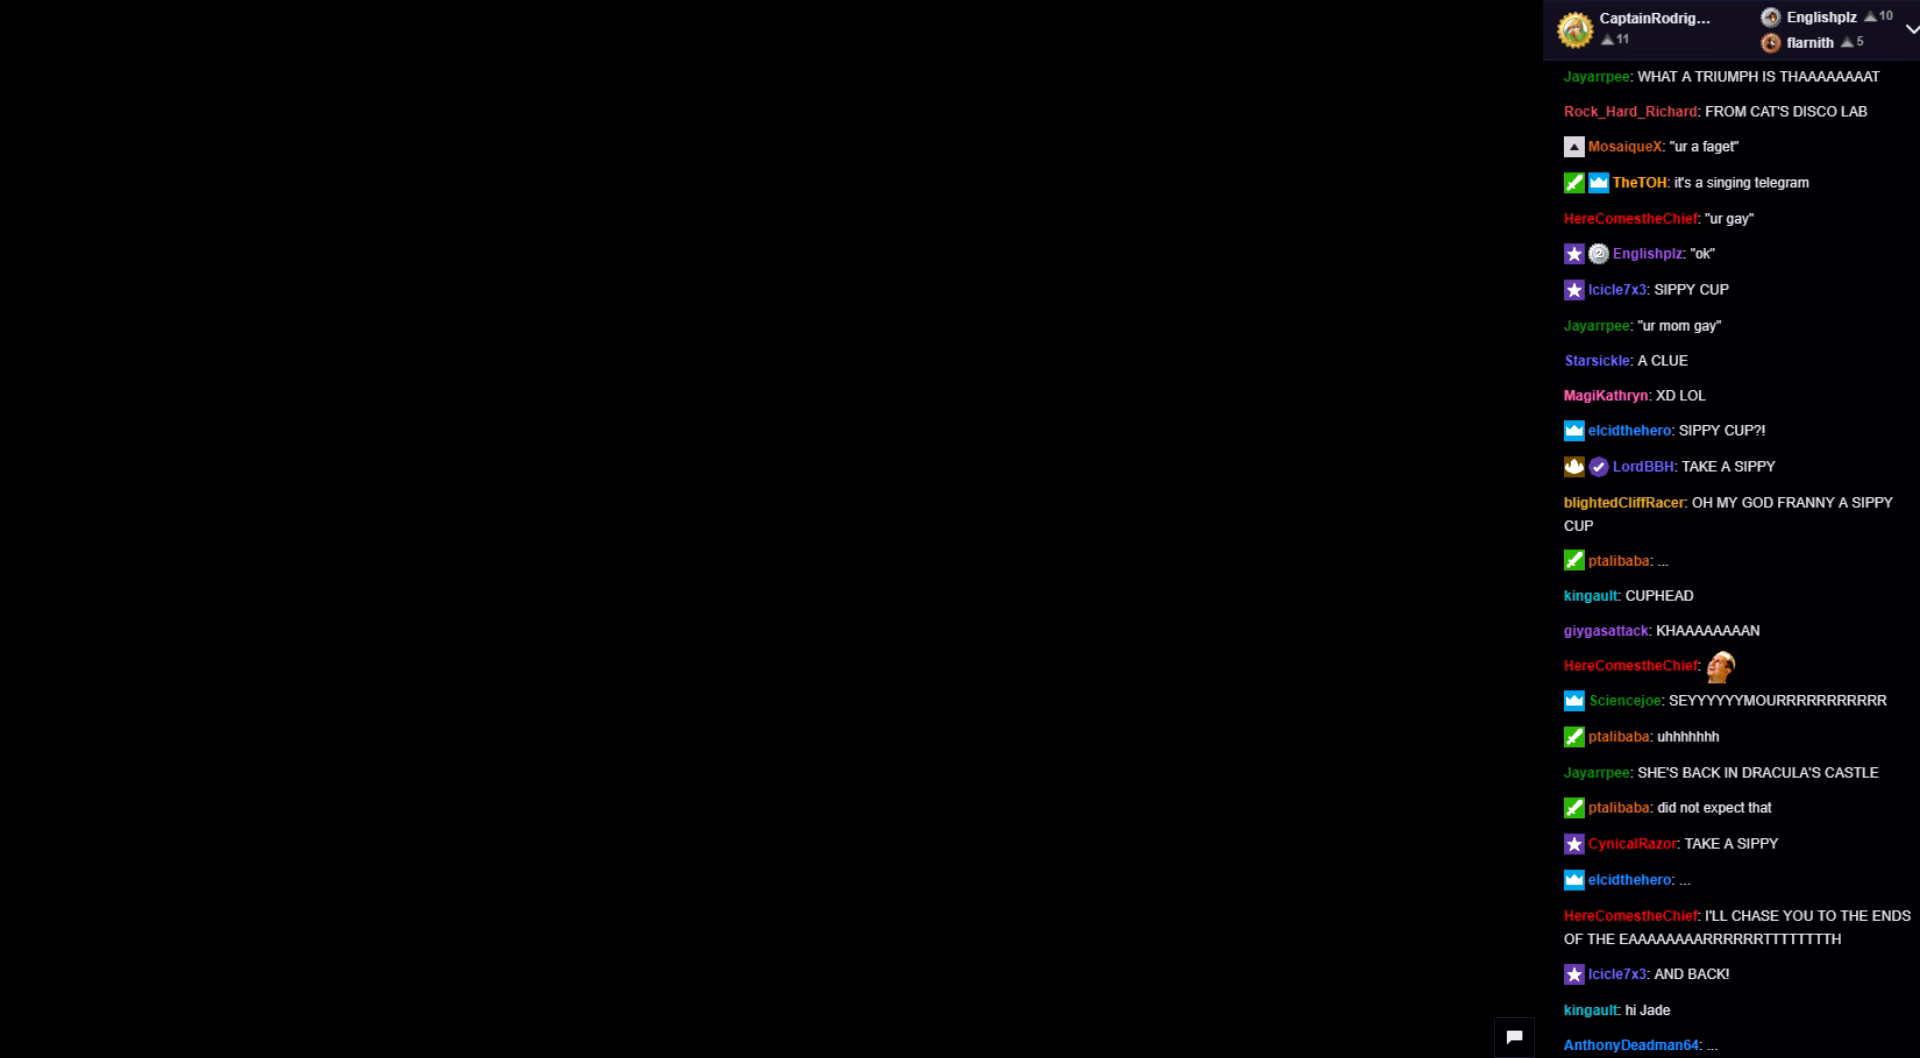 CaptainRodrig...
11
Englishplz 10
flarnith 5
Jayarrpee: WHAT A TRIUMPH IS THAAAAAAAAT
Rock_Hard_Richard: FROM CAT'S DISCO LAB
MosaiqueX: "ur a faget"
TheTOH: it's a singing telegram
HereComestheChief: "ur gay"
2 Englishplz: "ok"
Icicle7x3: SIPPY CUP
Jayarrpee: "ur mom gay"
Starsickle: A CLUE
MagiKathryn: XD LOL
elcidthehero: SIPPY CUP?!
LordBBH: TAKE A SIPPY
blightedCliffRacer: OH MY GOD FRANNY A SIPPY
CUP
ptalibaba: ...
kingault: CUPHEAD
giygasattack: KHAAAAAAAAN
HereComestheChief:
Sciencejoe: SEYYYYYYMOURRRRRRRRRRR
ptalibaba: uhhhhhhh
Jayarrpee: SHE'S BACK IN DRACULA'S CASTLE
ptalibaba: did not expect that
CynicalRazor: TAKE A SIPPY
elcidthehero: ...
HereComestheChief: I'LL CHASE YOU TO THE ENDS
OF THE EAAAAAAAARRRRRRTTTTTTTTH
Icicle7x3: AND BACK!
kingault: hi Jade
AnthonyDeadman64: ...